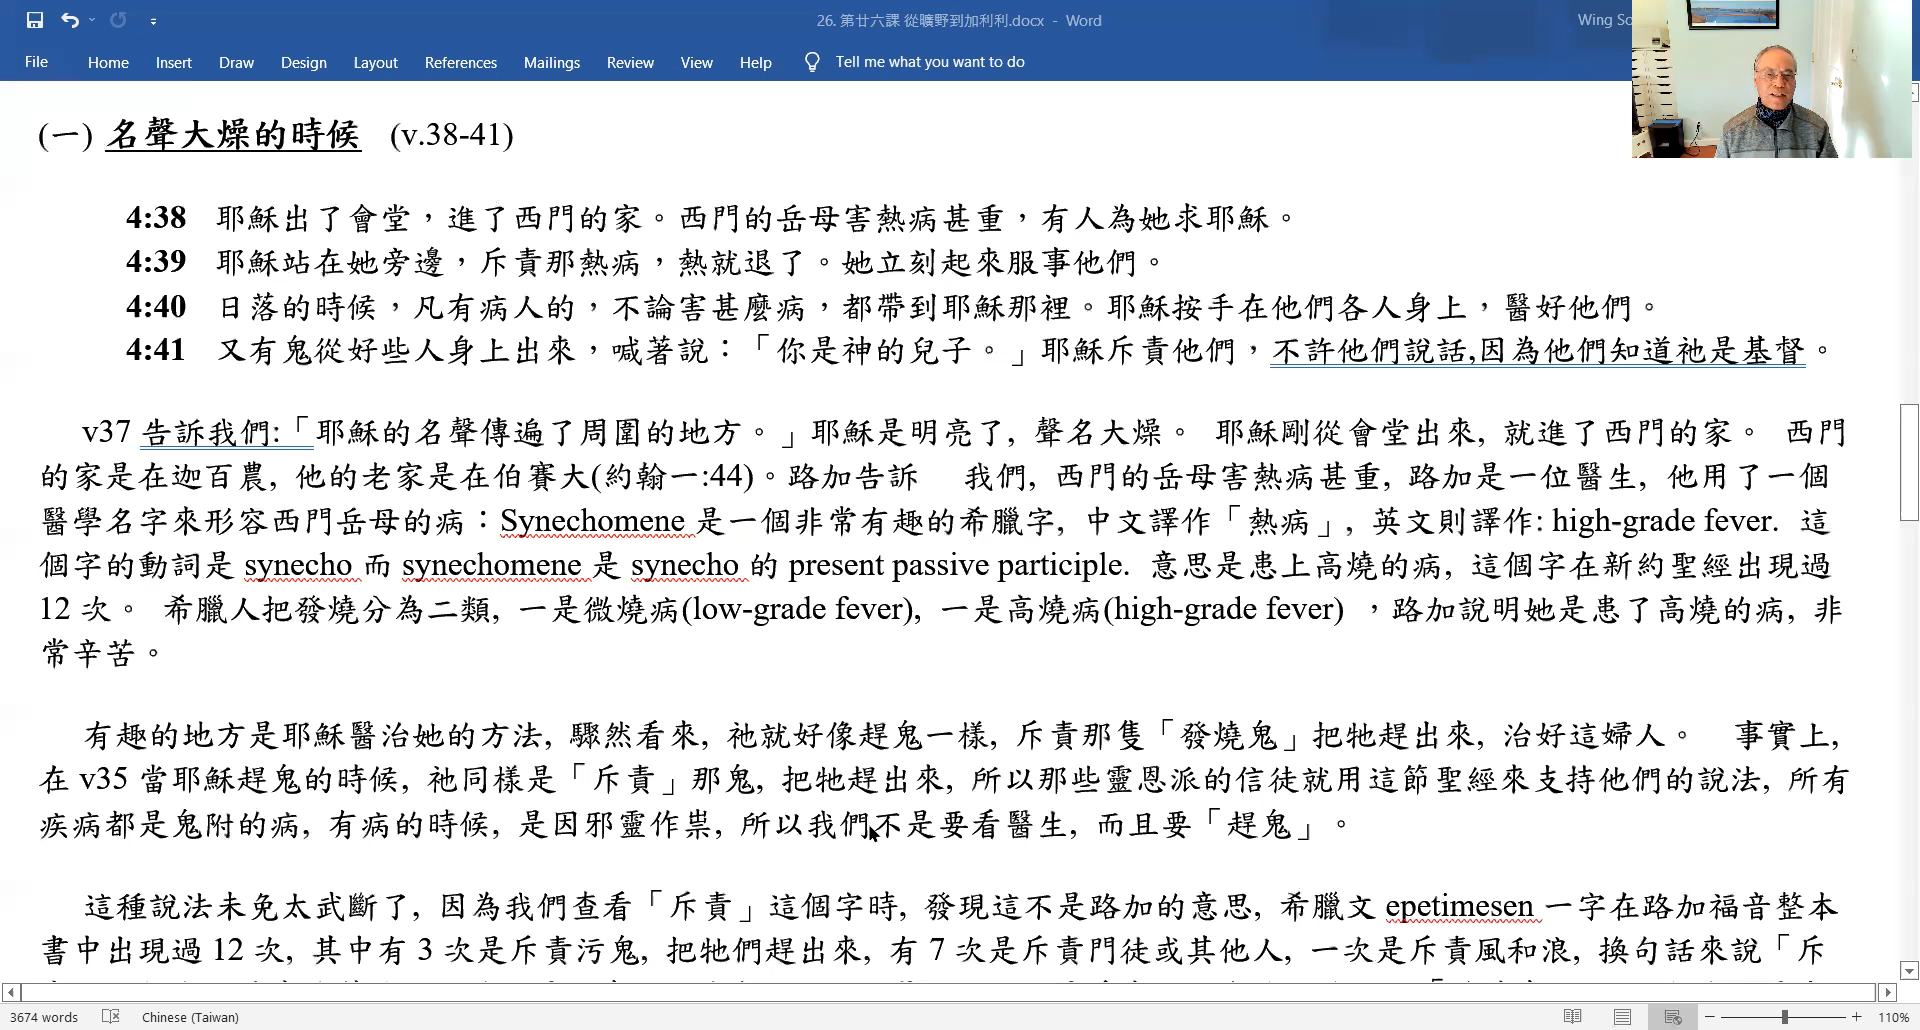 26. 第廿六課 從曠野到加利利.docx - Word
Wing So
File Home Insert Draw Design Layout References Mailings Review View Help Tell me what you want to do
(一) 名聲大燥的時候 (v.38-41)
4:38 耶穌出了會堂，進了西門的家。西門的岳母害熱病甚重，有人為她求耶穌。
4:39 耶穌站在她旁邊，斥責那熱病，熱就退了。她立刻起來服事他們。
4:40 日落的時候，凡有病人的，不論害甚麼病，都帶到耶穌那裡。耶穌按手在他們各人身上，醫好他們。
4:41 又有鬼從好些人身上出來，喊著說：「你是神的兒子。」耶穌斥責他們，不許他們說話,因為他們知道祂是基督。
v37 告訴我們:「耶穌的名聲傳遍了周圍的地方。」耶穌是明亮了, 聲名大燥。 耶穌剛從會堂出來, 就進了西門的家。 西門
的家是在迦百農, 他的老家是在伯賽大(約翰一:44)。路加告訴 我們, 西門的岳母害熱病甚重, 路加是一位醫生, 他用了一個
醫學名字來形容西門岳母的病：Synechomene 是一個非常有趣的希臘字, 中文譯作「熱病」, 英文則譯作: high-grade fever. 這
個字的動詞是 synecho 而 synechomene 是 synecho 的 present passive participle. 意思是患上高燒的病, 這個字在新約聖經出現過
12 次。 希臘人把發燒分為二類, 一是微燒病(low-grade fever), 一是高燒病(high-grade fever) ，路加說明她是患了高燒的病, 非
常辛苦。
有趣的地方是耶穌醫治她的方法, 驟然看來, 祂就好像趕鬼一樣, 斥責那隻「發燒鬼」把牠趕出來, 治好這婦人。 事實上,
在 v35 當耶穌趕鬼的時候, 祂同樣是「斥責」那鬼, 把牠趕出來, 所以那些靈恩派的信徒就用這節聖經來支持他們的說法, 所有
疾病都是鬼附的病, 有病的時候, 是因邪靈作祟, 所以我們不是要看醫生, 而且要「趕鬼」。
這種說法未免太武斷了, 因為我們查看「斥責」這個字時, 發現這不是路加的意思, 希臘文 epetimesen 一字在路加福音整本
書中出現過 12 次, 其中有 3 次是斥責污鬼, 把牠們趕出來, 有 7 次是斥責門徒或其他人, 一次是斥責風和浪, 換句話來說「斥
3674 words Chinese (Taiwan) 110%